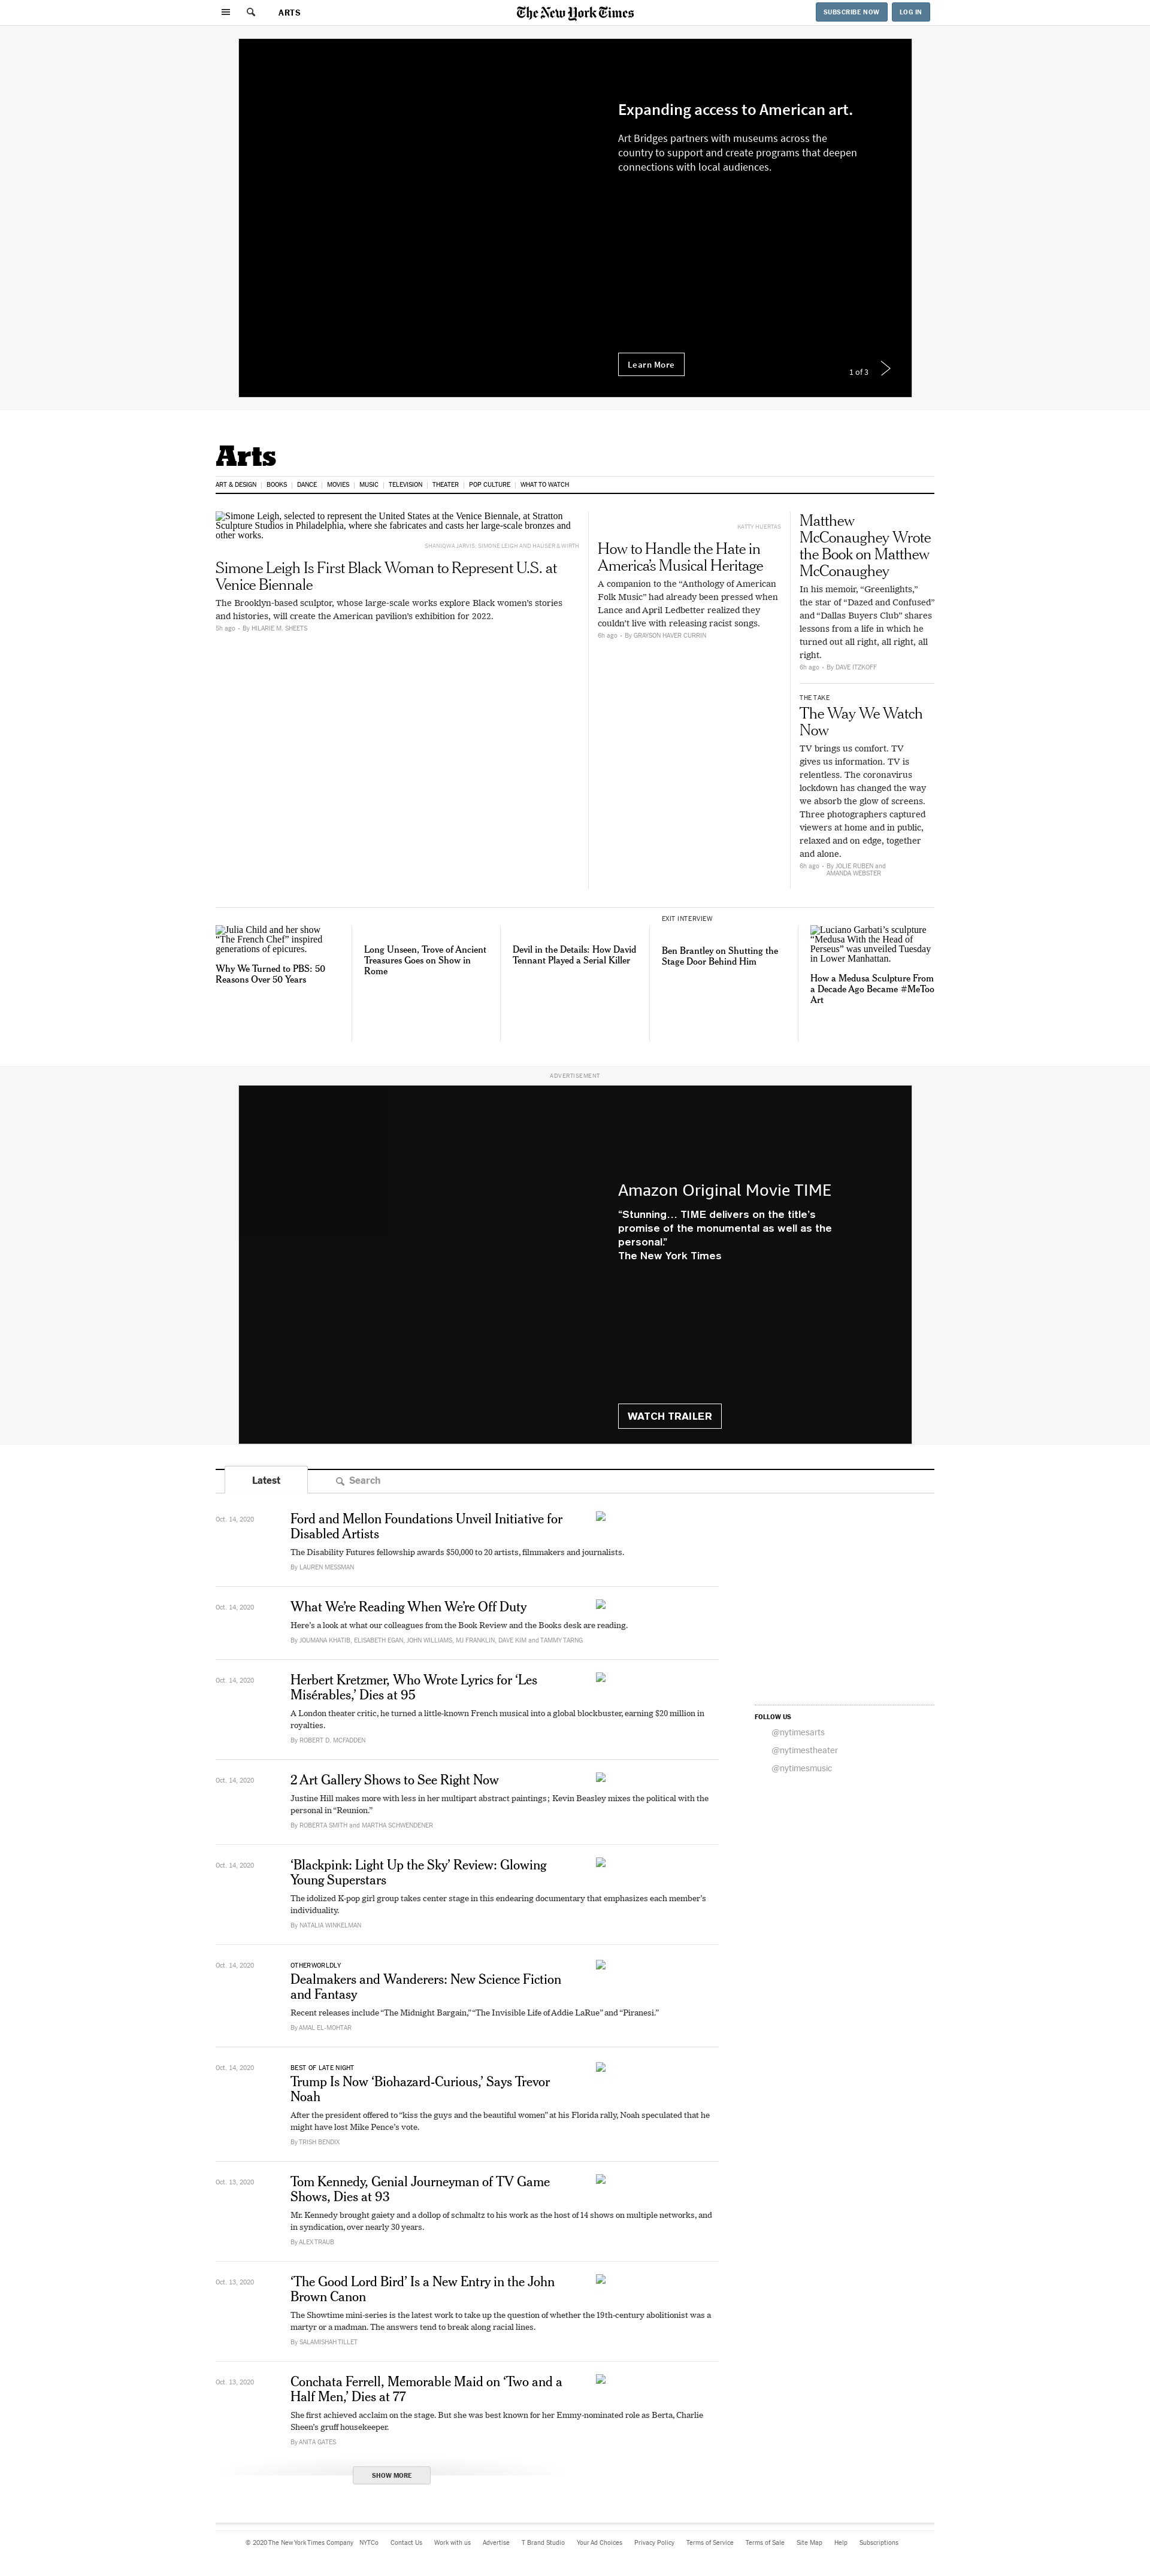 ARTS
The New York Times
SUBSCRIBE NOW
LOG IN
Expanding access to American art.
Art Bridges partners with museums across the
country to support and create programs that deepen
connections with local audiences.
Learn More
1 of 3
Arts
ART & DESIGN | BOOKS | DANCE | MOVIES | MUSIC | TELEVISION | THEATER | POP CULTURE | WHAT TO WATCH
Simone Leigh, selected to represent the United States at the Venice Biennale, at Stratton
Sculpture Studios in Philadelphia, where she fabricates and casts her large-scale bronzes and
other works.
SHANIQWA JARVIS; SIMONE LEIGH AND HAUSER & WIRTH
Simone Leigh Is First Black Woman to Represent U.S. at
Venice Biennale
The Brooklyn-based sculptor, whose large-scale works explore Black women’s stories
and histories, will create the American pavilion’s exhibition for 2022.
5h ago • By HILARIE M. SHEETS
KATTY HUERTAS
How to Handle the Hate in
America’s Musical Heritage
A companion to the “Anthology of American
Folk Music” had already been pressed when
Lance and April Ledbetter realized they
couldn’t live with releasing racist songs.
6h ago • By GRAYSON HAVER CURRIN
Matthew
McConaughey Wrote
the Book on Matthew
McConaughey
In his memoir, “Greenlights,”
the star of “Dazed and Confused”
and “Dallas Buyers Club” shares
lessons from a life in which he
turned out all right, all right, all
right.
6h ago • By DAVE ITZKOFF
THE TAKE
The Way We Watch
Now
TV brings us comfort. TV
gives us information. TV is
relentless. The coronavirus
lockdown has changed the way
we absorb the glow of screens.
Three photographers captured
viewers at home and in public,
relaxed and on edge, together
and alone.
6h ago • By JOLIE RUBEN and
AMANDA WEBSTER
Julia Child and her show
“The French Chef” inspired
generations of epicures.
Why We Turned to PBS: 50
Reasons Over 50 Years
Long Unseen, Trove of Ancient
Treasures Goes on Show in
Rome
Devil in the Details: How David
Tennant Played a Serial Killer
EXIT INTERVIEW
Ben Brantley on Shutting the
Stage Door Behind Him
Luciano Garbati’s sculpture
“Medusa With the Head of
Perseus” was unveiled Tuesday
in Lower Manhattan.
How a Medusa Sculpture From
a Decade Ago Became #MeToo
Art
ADVERTISEMENT
Amazon Original Movie TIME
“Stunning… TIME delivers on the title’s
promise of the monumental as well as the
personal.”
The New York Times
WATCH TRAILER
Latest
Search
Oct. 14, 2020
Ford and Mellon Foundations Unveil Initiative for
Disabled Artists
The Disability Futures fellowship awards $50,000 to 20 artists, filmmakers and journalists.
By LAUREN MESSMAN
Oct. 14, 2020
What We’re Reading When We’re Off Duty
Here’s a look at what our colleagues from the Book Review and the Books desk are reading.
By JOUMANA KHATIB, ELISABETH EGAN, JOHN WILLIAMS, MJ FRANKLIN, DAVE KIM and TAMMY TARNG
Oct. 14, 2020
Herbert Kretzmer, Who Wrote Lyrics for ‘Les
Misérables,’ Dies at 95
A London theater critic, he turned a little-known French musical into a global blockbuster, earning $20 million in
royalties.
By ROBERT D. MCFADDEN
Oct. 14, 2020
2 Art Gallery Shows to See Right Now
Justine Hill makes more with less in her multipart abstract paintings; Kevin Beasley mixes the political with the
personal in “Reunion.”
By ROBERTA SMITH and MARTHA SCHWENDENER
Oct. 14, 2020
‘Blackpink: Light Up the Sky’ Review: Glowing
Young Superstars
The idolized K-pop girl group takes center stage in this endearing documentary that emphasizes each member’s
individuality.
By NATALIA WINKELMAN
Oct. 14, 2020
OTHERWORLDLY
Dealmakers and Wanderers: New Science Fiction
and Fantasy
Recent releases include “The Midnight Bargain,” “The Invisible Life of Addie LaRue” and “Piranesi.”
By AMAL EL-MOHTAR
Oct. 14, 2020
BEST OF LATE NIGHT
Trump Is Now ‘Biohazard-Curious,’ Says Trevor
Noah
After the president offered to “kiss the guys and the beautiful women” at his Florida rally, Noah speculated that he
might have lost Mike Pence’s vote.
By TRISH BENDIX
Oct. 13, 2020
Tom Kennedy, Genial Journeyman of TV Game
Shows, Dies at 93
Mr. Kennedy brought gaiety and a dollop of schmaltz to his work as the host of 14 shows on multiple networks, and
in syndication, over nearly 30 years.
By ALEX TRAUB
Oct. 13, 2020
‘The Good Lord Bird’ Is a New Entry in the John
Brown Canon
The Showtime mini-series is the latest work to take up the question of whether the 19th-century abolitionist was a
martyr or a madman. The answers tend to break along racial lines.
By SALAMISHAH TILLET
Oct. 13, 2020
Conchata Ferrell, Memorable Maid on ‘Two and a
Half Men,’ Dies at 77
She first achieved acclaim on the stage. But she was best known for her Emmy-nominated role as Berta, Charlie
Sheen’s gruff housekeeper.
By ANITA GATES
SHOW MORE
FOLLOW US
@nytimesarts
@nytimestheater
@nytimesmusic
© 2020 The New York Times Company NYTCo Contact Us Work with us Advertise T Brand Studio Your Ad Choices Privacy Policy Terms of Service Terms of Sale Site Map Help Subscriptions